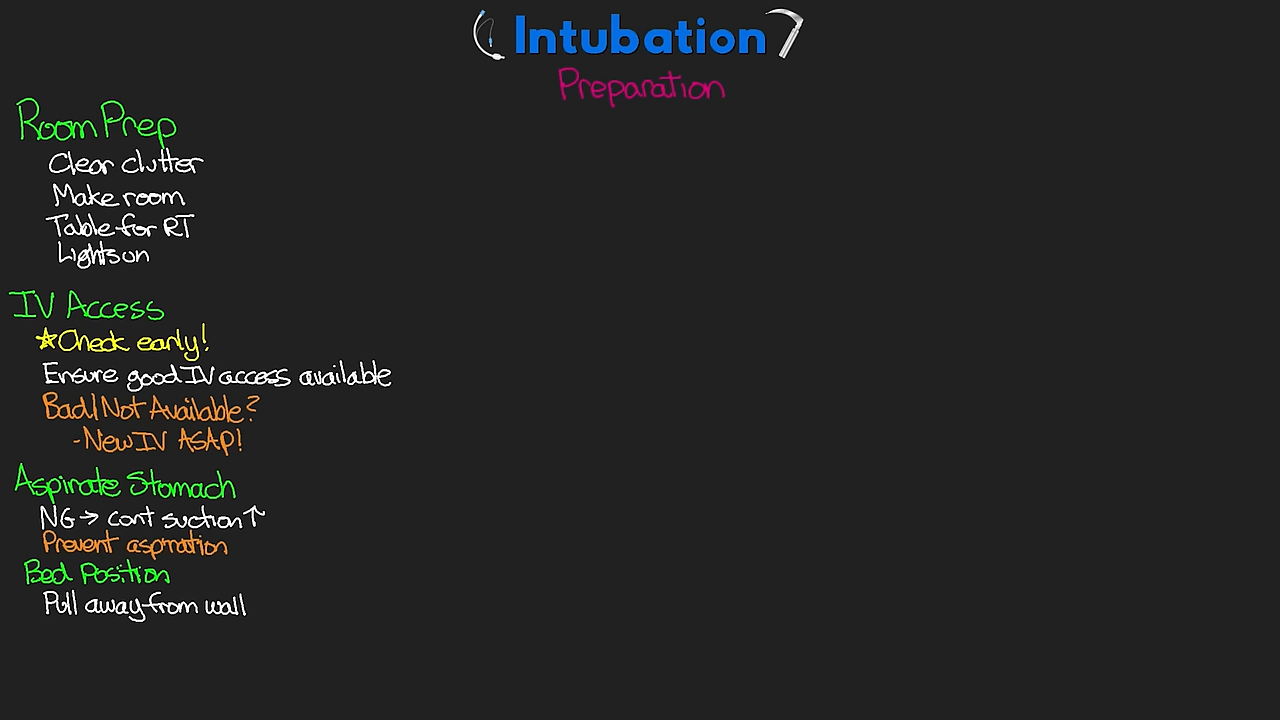 Intubation
Preparation
Room Prep
Clear clutter
Make room
Table for RT
Lights on
IV Access
☆Check early!
Ensure good IV access available
Bad/Not Available?
-New IV ASAP!
Aspirate Stomach
NG → cont suction ↑
Prevent aspiration
Bed Position
Pull away from wall